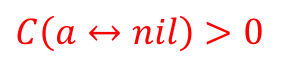 C(a ↔ nil) > 0